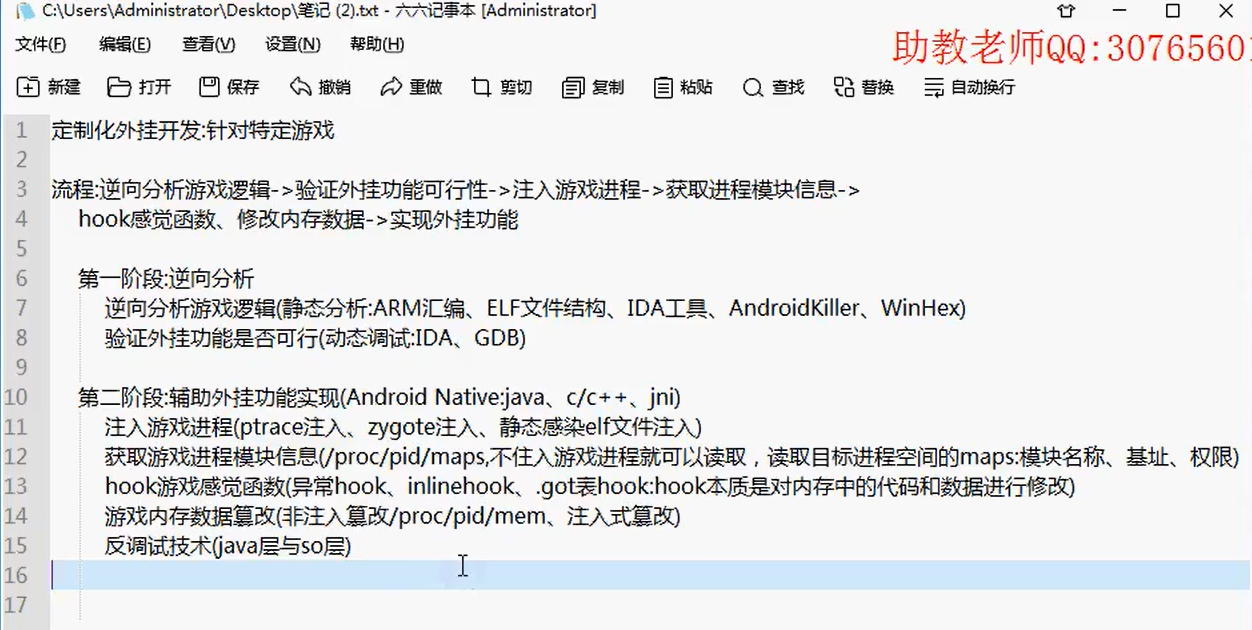 C:\Users\Administrator\Desktop\笔记 (2).txt - 六六记事本 [Administrator]
文件(F) 编辑(E) 查看(V) 设置(N) 帮助(H)
助教老师QQ:3076560
新建 打开 保存 撤销 重做 剪切 复制 粘贴 查找 替换 自动换行
1 定制化外挂开发:针对特定游戏
2
3 流程:逆向分析游戏逻辑->验证外挂功能可行性->注入游戏进程->获取进程模块信息->
4 hook感觉函数、修改内存数据->实现外挂功能
5
6 第一阶段:逆向分析
7 逆向分析游戏逻辑(静态分析:ARM汇编、ELF文件结构、IDA工具、AndroidKiller、WinHex)
8 验证外挂功能是否可行(动态调试:IDA、GDB)
9
10 第二阶段:辅助外挂功能实现(Android Native:java、c/c++、jni)
11 注入游戏进程(ptrace注入、zygote注入、静态感染elf文件注入)
12 获取游戏进程模块信息(/proc/pid/maps,不住入游戏进程就可以读取，读取目标进程空间的maps:模块名称、基址、权限)
13 hook游戏感觉函数(异常hook、inlinehook、.got表hook:hook本质是对内存中的代码和数据进行修改)
14 游戏内存数据篡改(非注入篡改/proc/pid/mem、注入式篡改)
15 反调试技术(java层与so层)
16
17